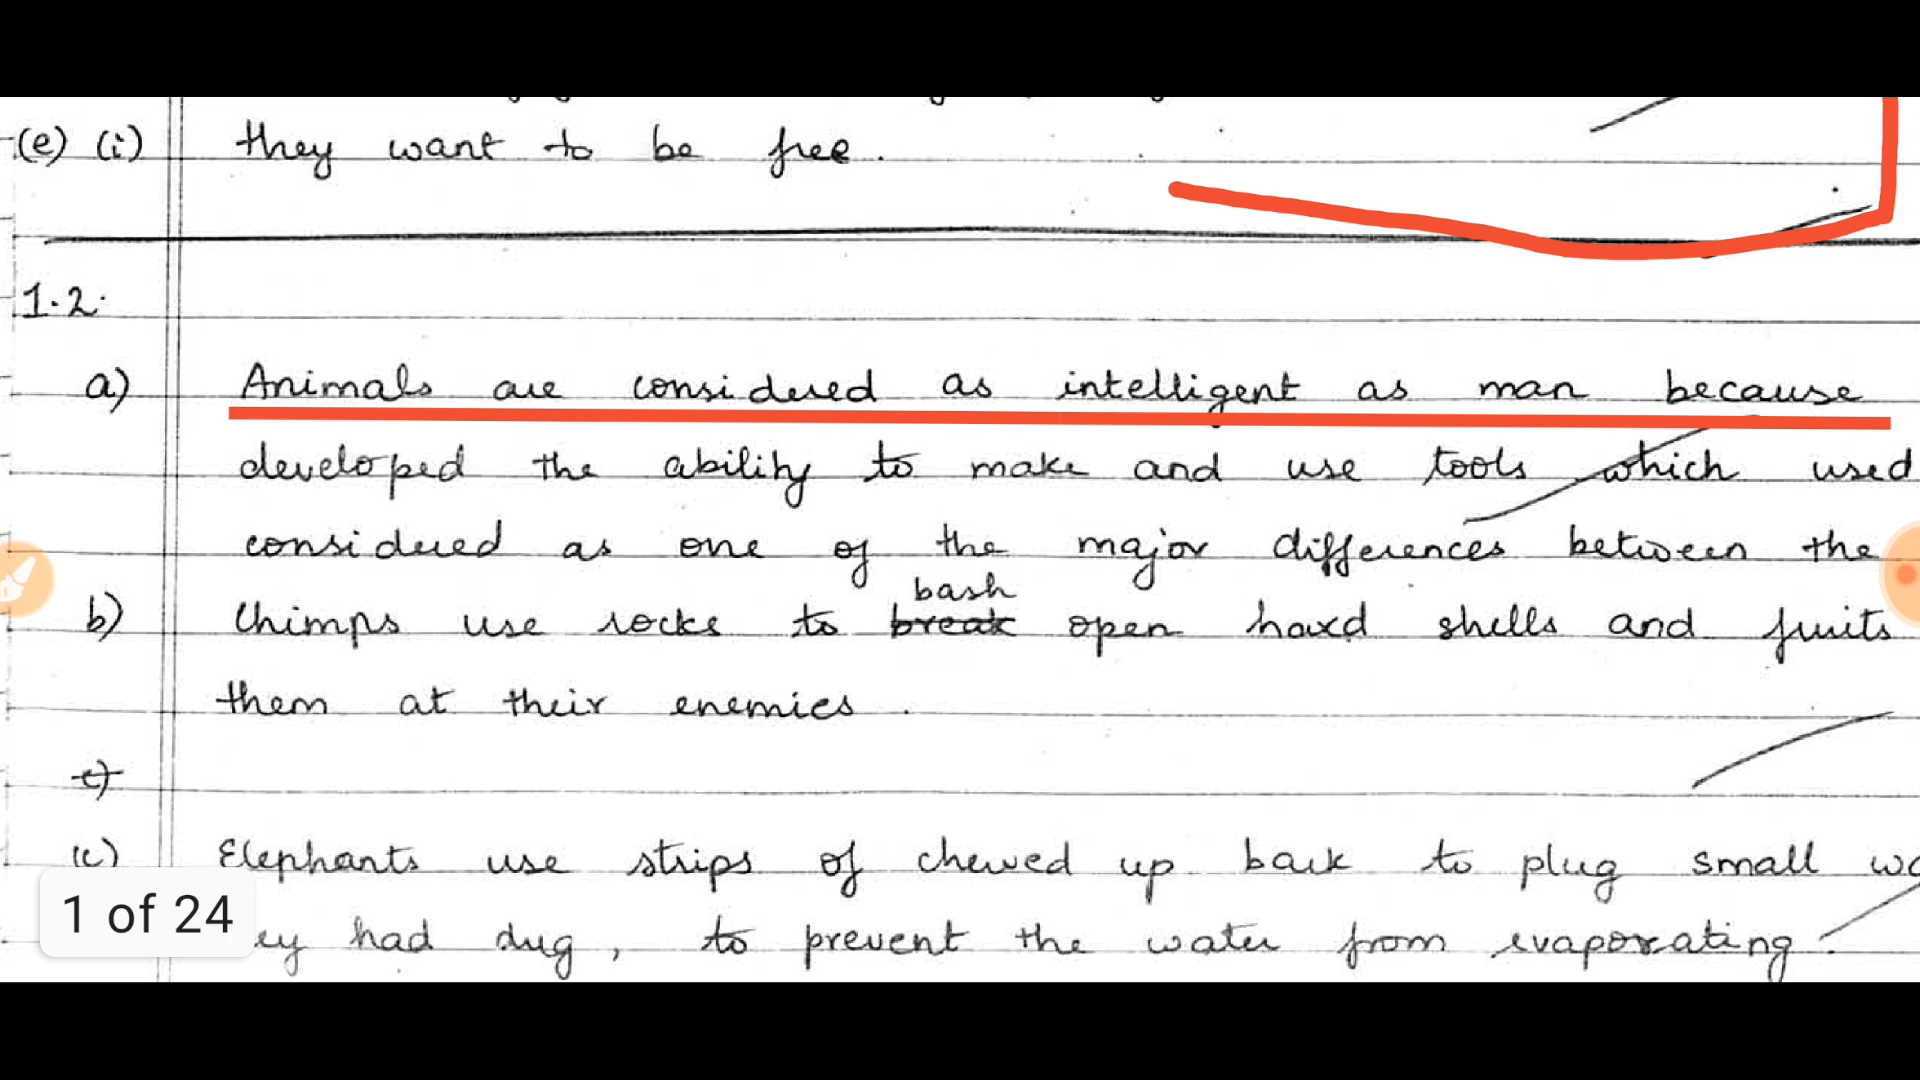 (e) (i) they want to be free.
1.2.
a) Animals are considered as intelligent as man because
developed the ability to make and use tools which used
considered as one of the major differences between the
bash
b) Chimps use rocks to break open hard shells and fruits
them at their enemies.
c)
(c) Elephants use strips of chewed up bark to plug small
1 of 24
had dug, to prevent the water from evaporating.